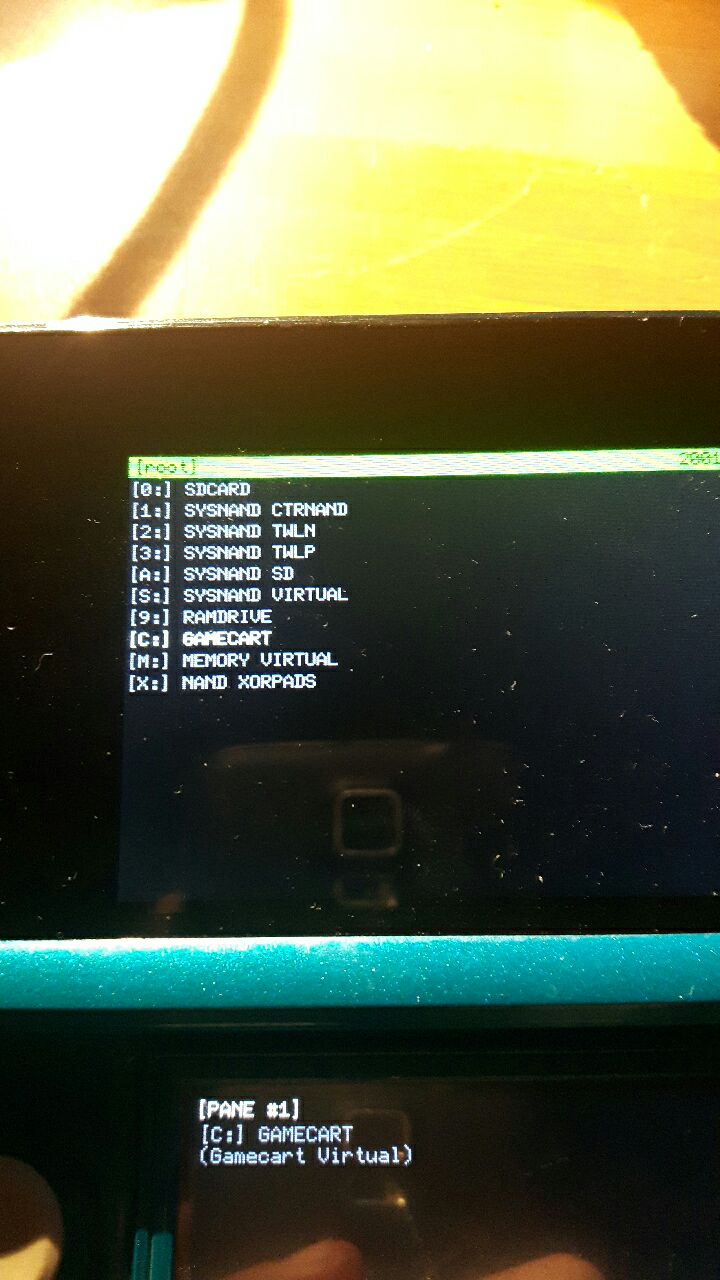 [root] 2001
[0:] SDCARD
[1:] SYSNAND CTRNAND
[2:] SYSNAND TWLN
[3:] SYSNAND TWLP
[A:] SYSNAND SD
[S:] SYSNAND VIRTUAL
[9:] RAMDRIVE
[C:] GAMECART
[M:] MEMORY VIRTUAL
[X:] NAND XORPADS
[PANE #1]
[C:] GAMECART
(Gamecart Virtual)